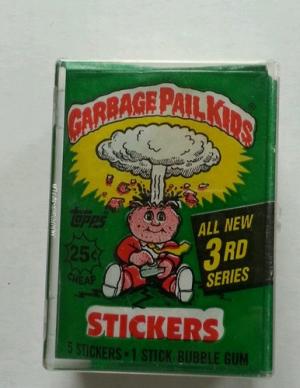 GARBAGE PAIL KIDS®
topps
25¢
CHEAP
ALL NEW
3RD
SERIES
STICKERS
5 STICKERS • 1 STICK BUBBLE GUM